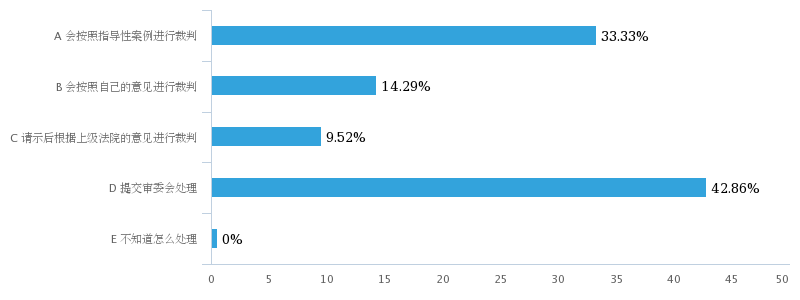 A 会按照指导性案例进行裁判
33.33%
B 会按照自己的意见进行裁判
14.29%
C 请示后根据上级法院的意见进行裁判
9.52%
D 提交审委会处理
42.86%
E 不知道怎么处理
0%
0 5 10 15 20 25 30 35 40 45 50